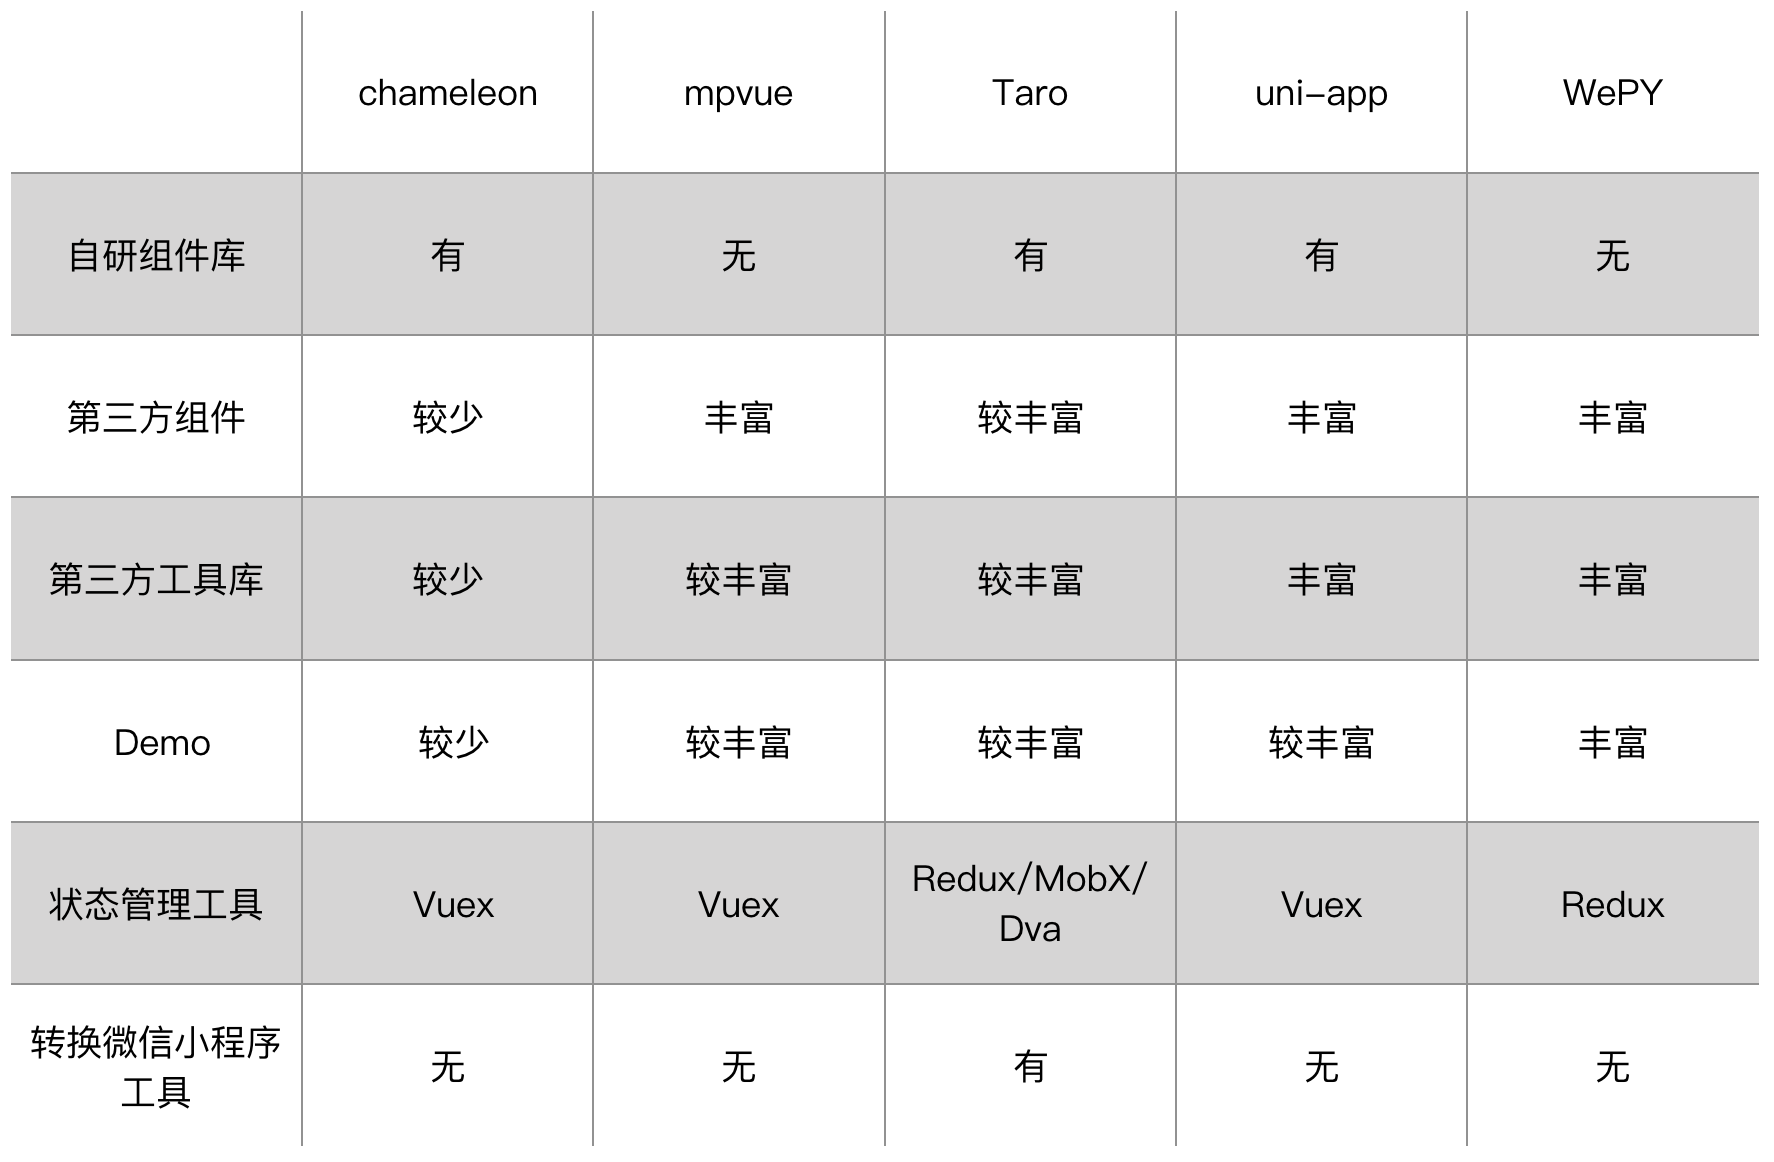 chameleon mpvue Taro uni-app WePY
自研组件库 有 无 有 有 无
第三方组件 较少 丰富 较丰富 丰富 丰富
第三方工具库 较少 较丰富 较丰富 丰富 丰富
Demo 较少 较丰富 较丰富 较丰富 丰富
状态管理工具 Vuex Vuex Redux/MobX/
Dva Vuex Redux
转换微信小程序
工具 无 无 有 无 无